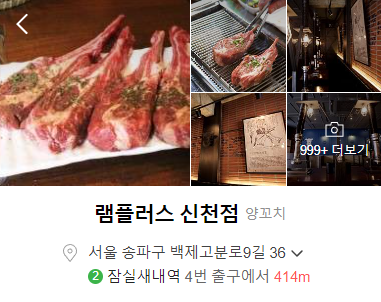 999+ 더보기
램플러스 신천점 양꼬치
서울 송파구 백제고분로9길 36
2 잠실새내역 4번 출구에서 414m